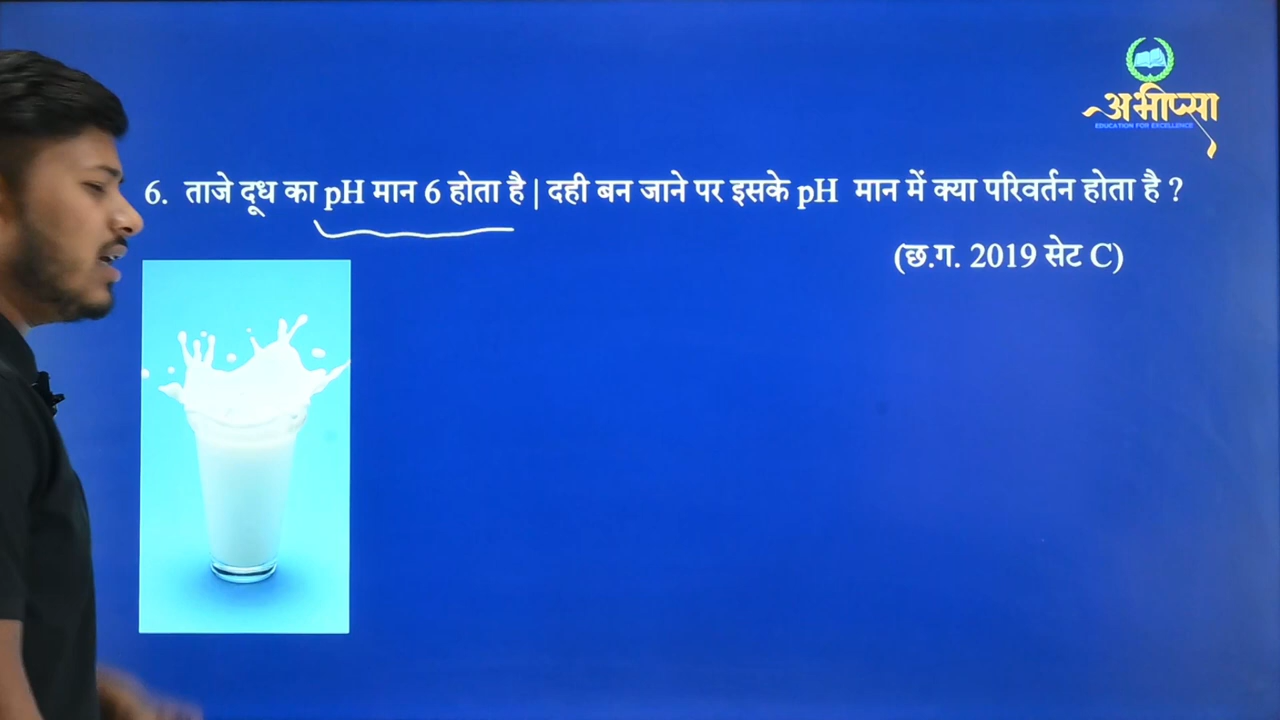 अभीप्सा
EDUCATION FOR EXCELLENCE
6. ताजे दूध का pH मान 6 होता है | दही बन जाने पर इसके pH मान में क्या परिवर्तन होता है ?
(छ.ग. 2019 सेट C)